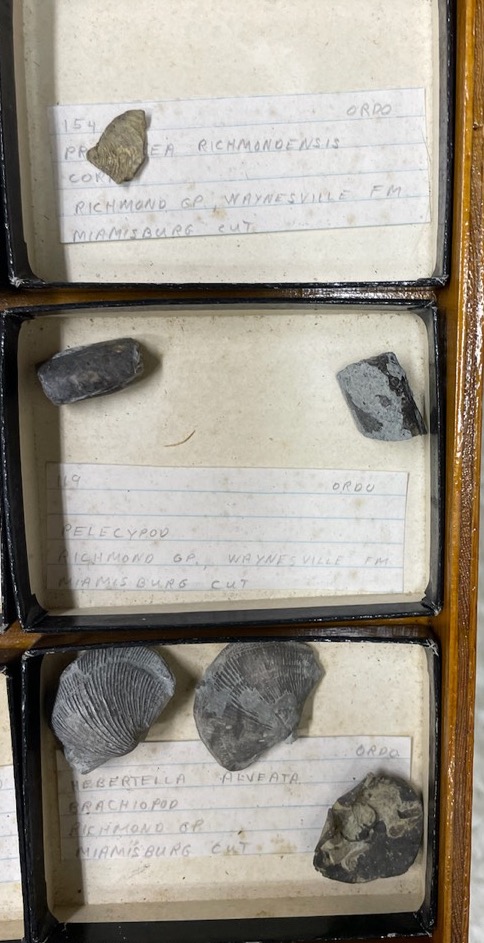 154 ORDO
RICHMONDENSIS
RICHMOND GP., WAYNESVILLE FM
MIAMISBURG CUT
119 ORDO
PELECYPOD
RICHMOND GP., WAYNESVILLE FM
MIAMISBURG CUT
ORDO
HEBERTELLA ALVEATA
BRACHIOPOD
RICHMOND GP
MIAMISBURG CUT